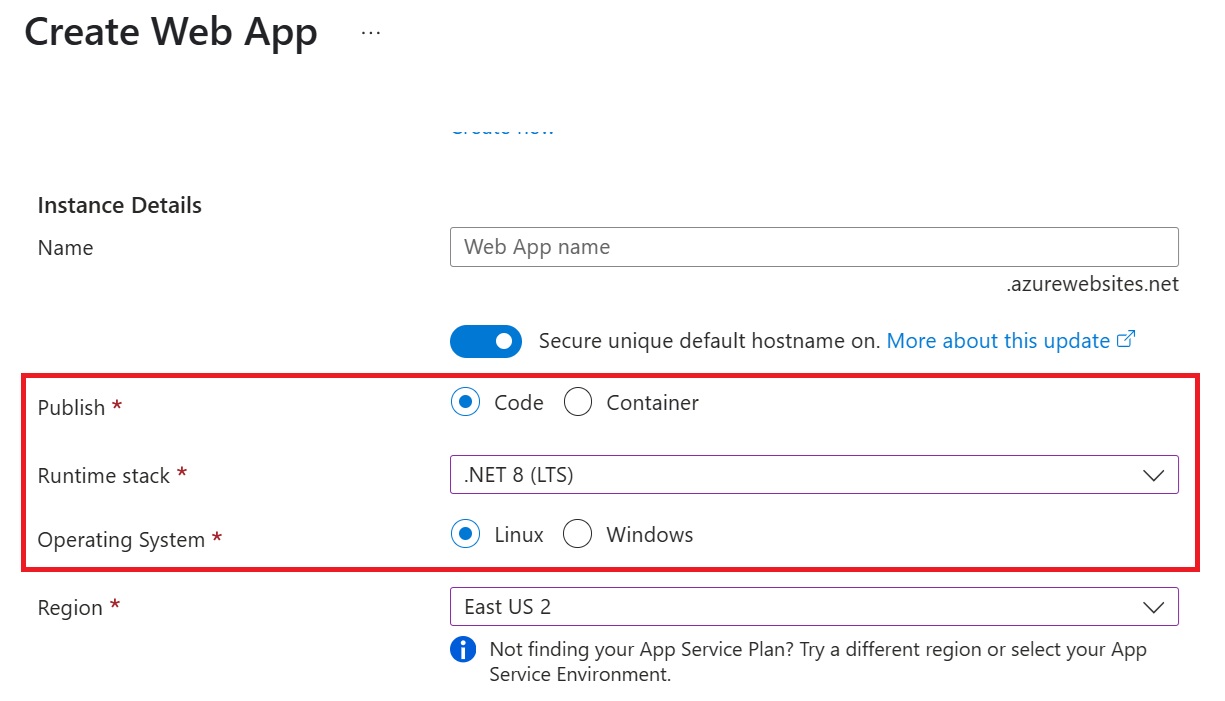 Create Web App ...
Instance Details
Name
Web App name
.azurewebsites.net
Secure unique default hostname on. More about this update
Publish *
Code Container
Runtime stack *
.NET 8 (LTS)
Operating System *
Linux Windows
Region *
East US 2
Not finding your App Service Plan? Try a different region or select your App
Service Environment.